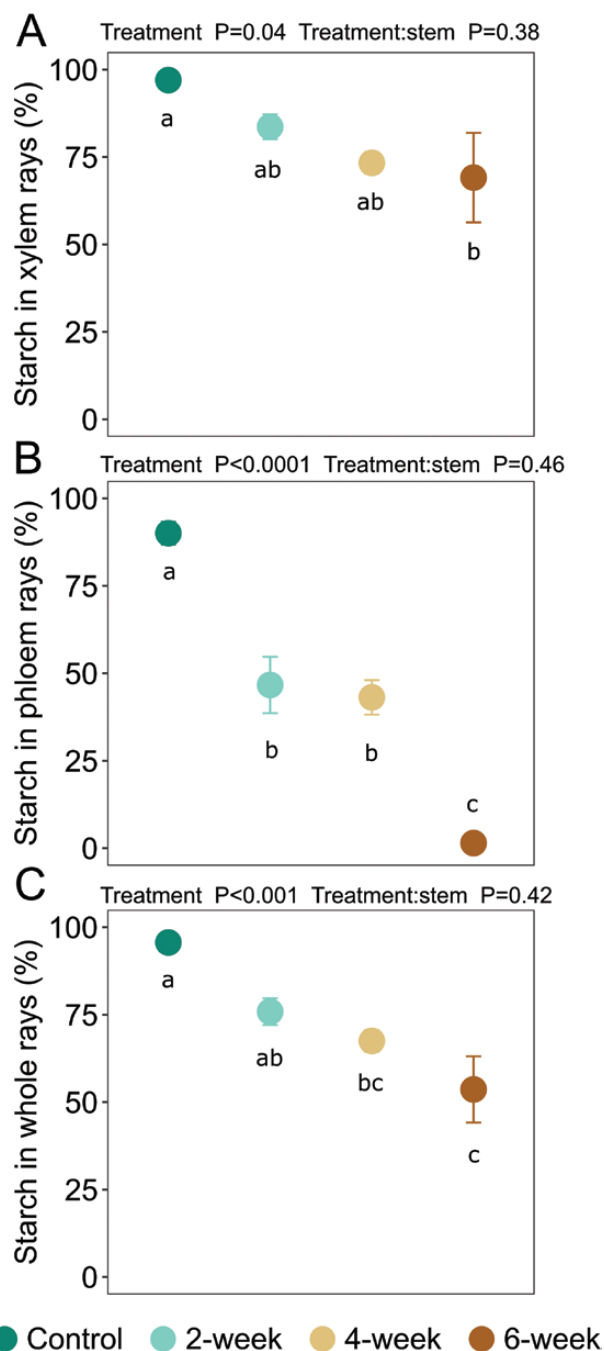 A
Treatment P=0.04 Treatment:stem P=0.38
Starch in xylem rays (%)
100
75
50
25
0
a
ab
ab
b
B
Treatment P<0.0001 Treatment:stem P=0.46
Starch in phloem rays (%)
100
75
50
25
0
a
b
b
c
C
Treatment P<0.001 Treatment:stem P=0.42
Starch in whole rays (%)
100
75
50
25
0
a
ab
bc
c
Control 2-week 4-week 6-week